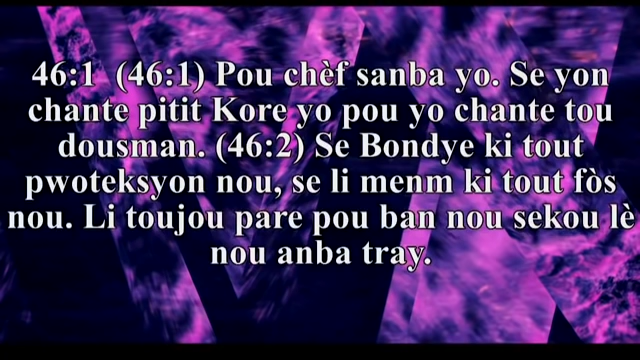 46:1 (46:1) Pou chèf sanba yo. Se yon
chante pitit Kore yo pou yo chante tou
dousman. (46:2) Se Bondye ki tout
pwoteksyon nou, se li menm ki tout fòs
nou. Li toujou pare pou ban nou sekou lè
nou anba tray.